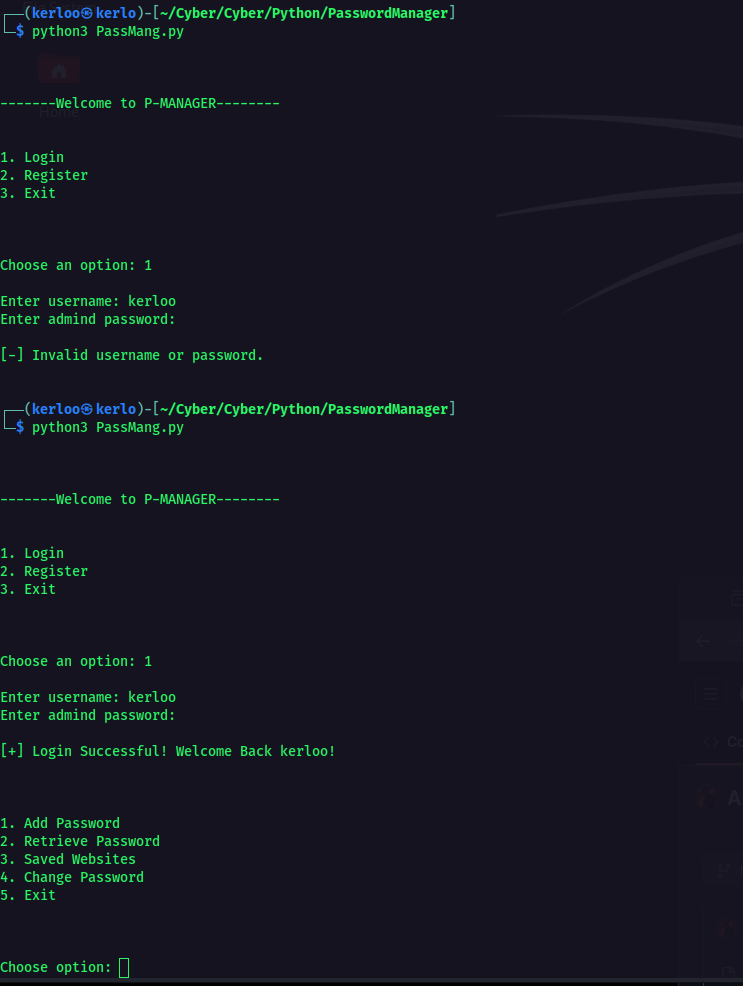 ┌──(kerloo㉿kerlo)-[~/Cyber/Cyber/Python/PasswordManager]
└─$ python3 PassMang.py
Home
-------Welcome to P-MANAGER--------
1. Login
2. Register
3. Exit
Choose an option: 1
Enter username: kerloo
Enter admind password:
[-] Invalid username or password.
┌──(kerloo㉿kerlo)-[~/Cyber/Cyber/Python/PasswordManager]
└─$ python3 PassMang.py
-------Welcome to P-MANAGER--------
1. Login
2. Register
3. Exit
Choose an option: 1
Enter username: kerloo
Enter admind password:
[+] Login Successful! Welcome Back kerloo!
1. Add Password
2. Retrieve Password
3. Saved Websites
4. Change Password
5. Exit
Choose option: